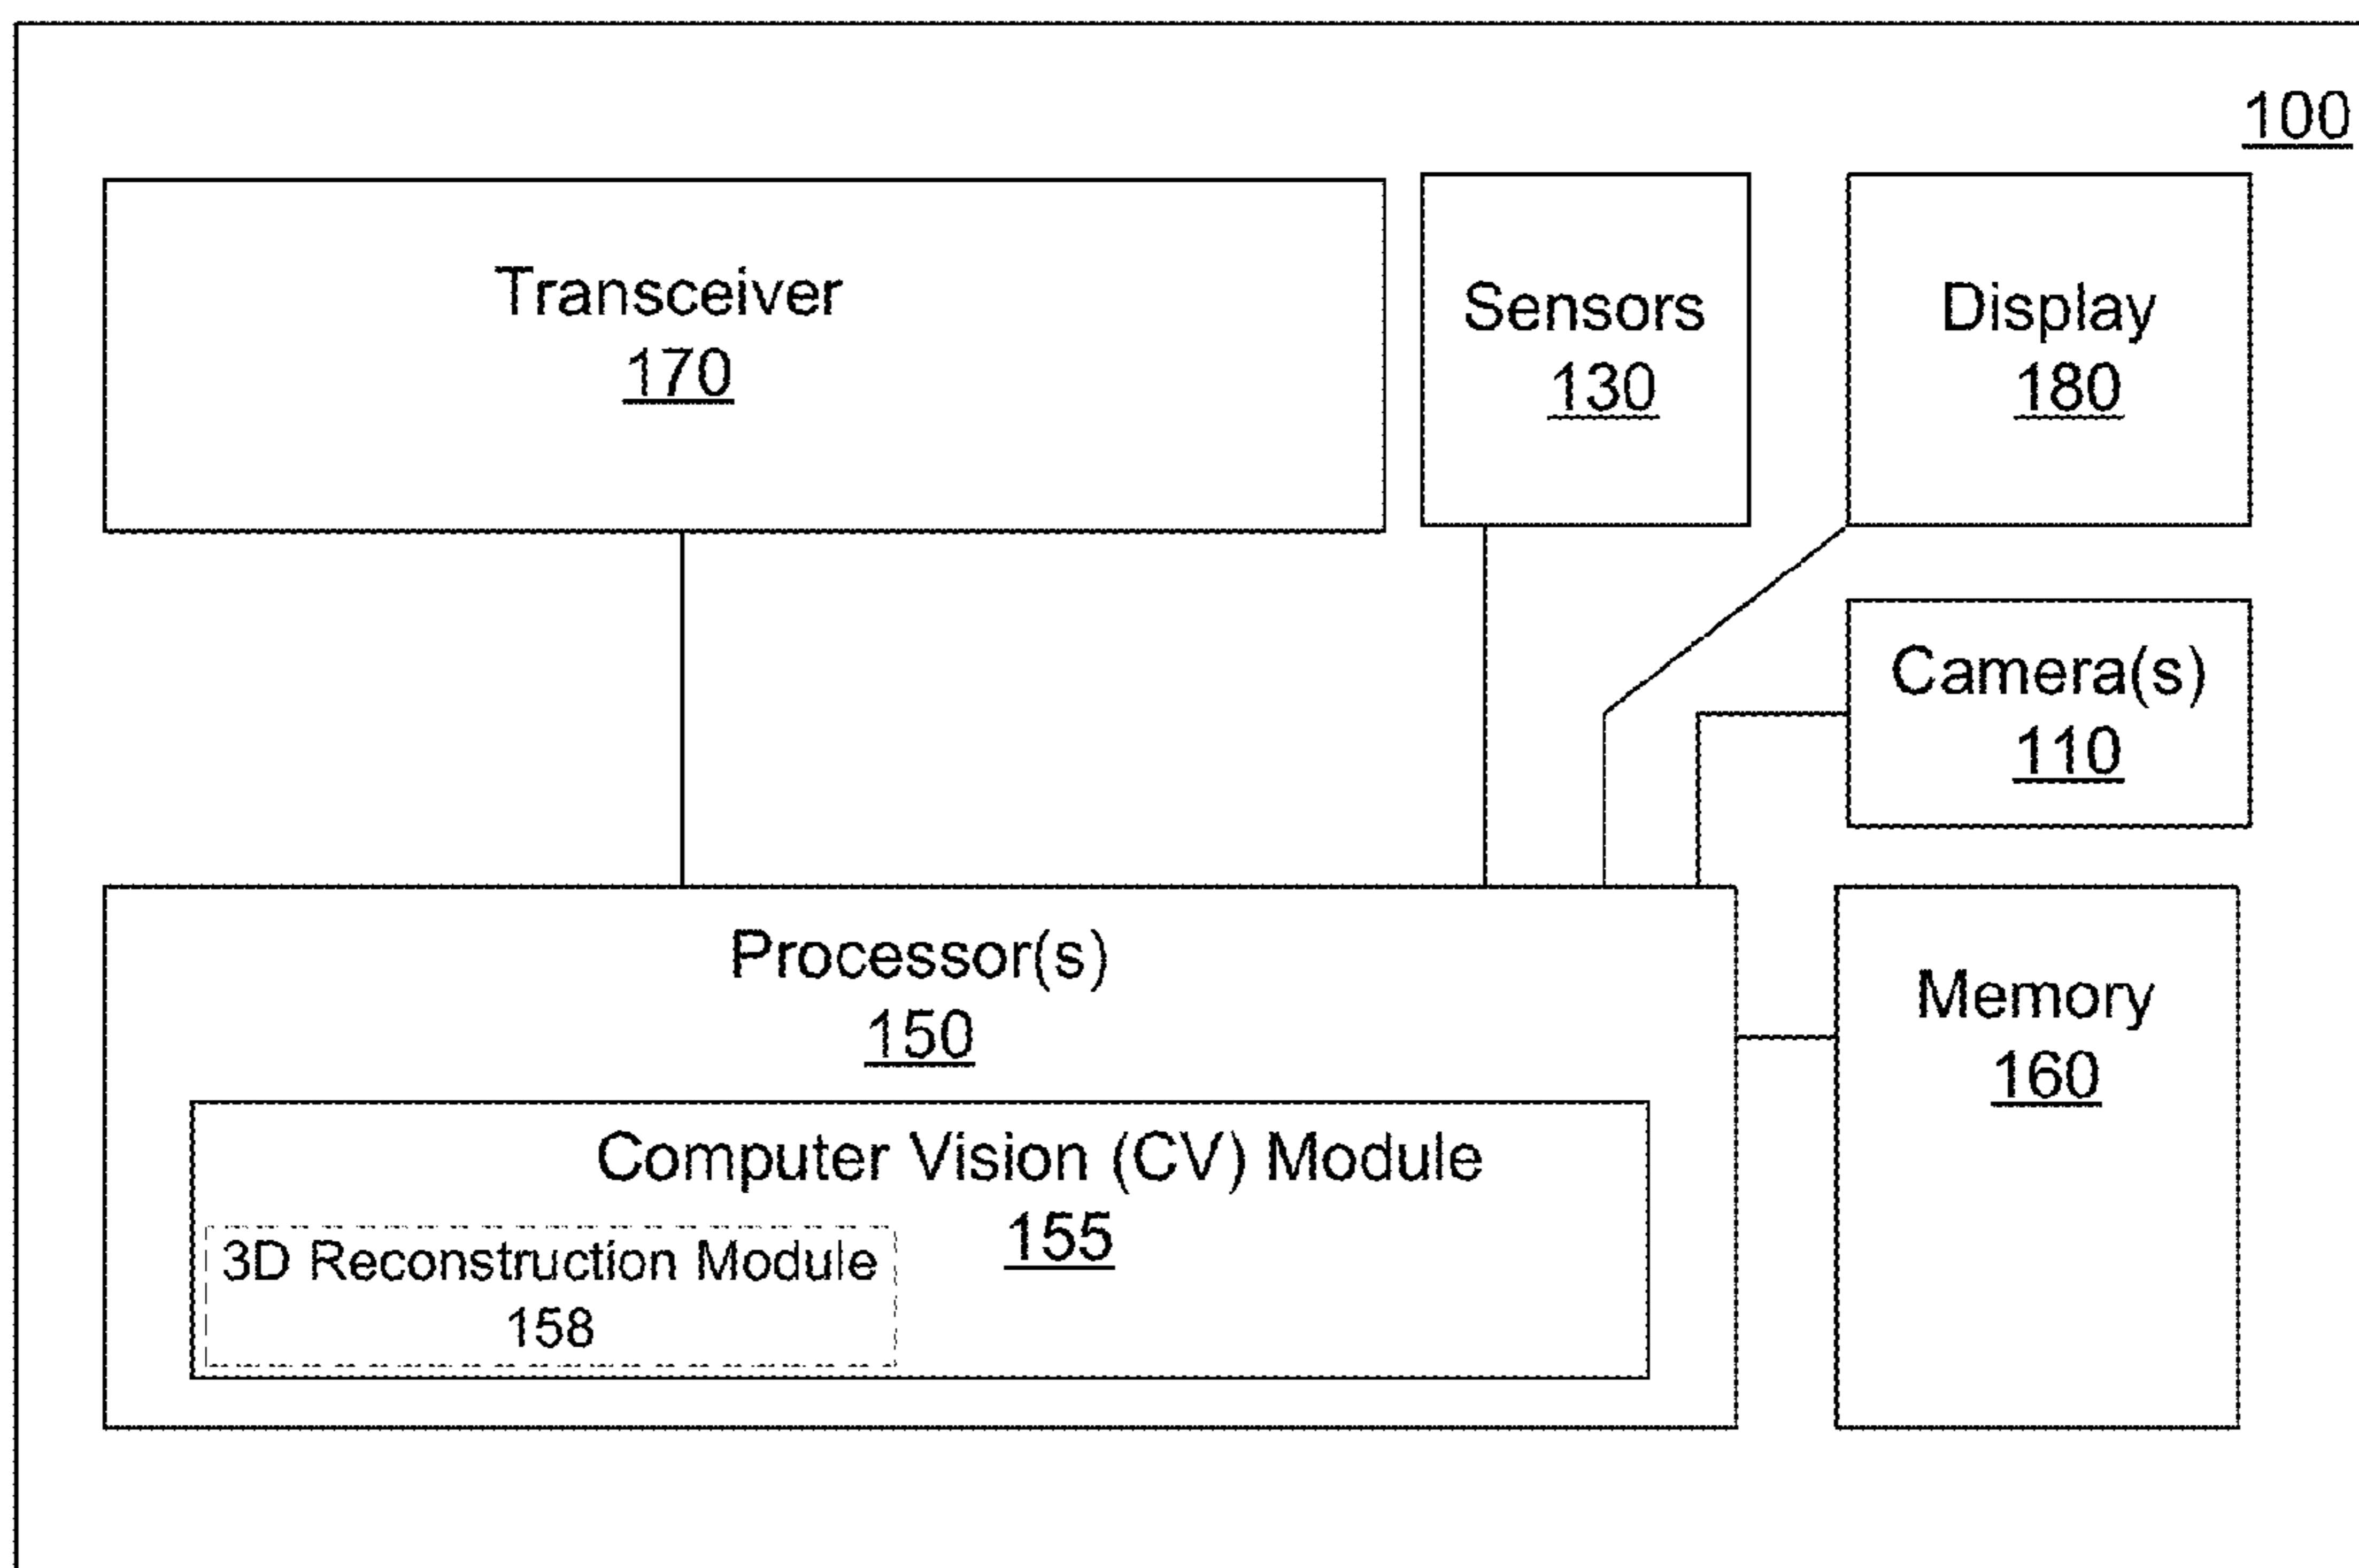 100
Transceiver
170
Sensors
130
Display
180
Camera(s)
110
Processor(s)
150
Memory
160
Computer Vision (CV) Module
155
3D Reconstruction Module
158